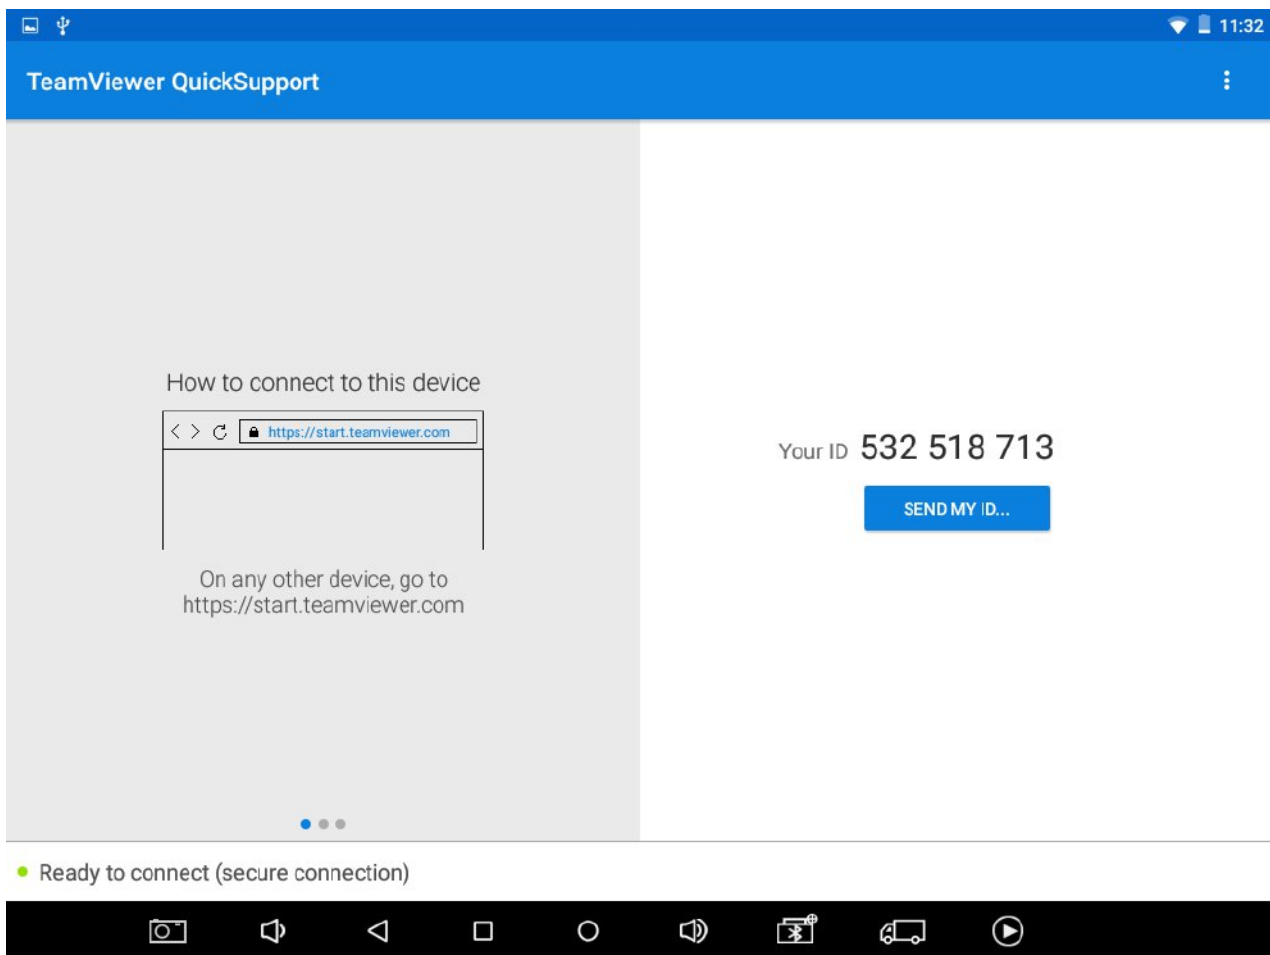 11:32
TeamViewer QuickSupport
How to connect to this device
https://start.teamviewer.com
On any other device, go to
https://start.teamviewer.com
Your ID 532 518 713
SEND MY ID...
Ready to connect (secure connection)